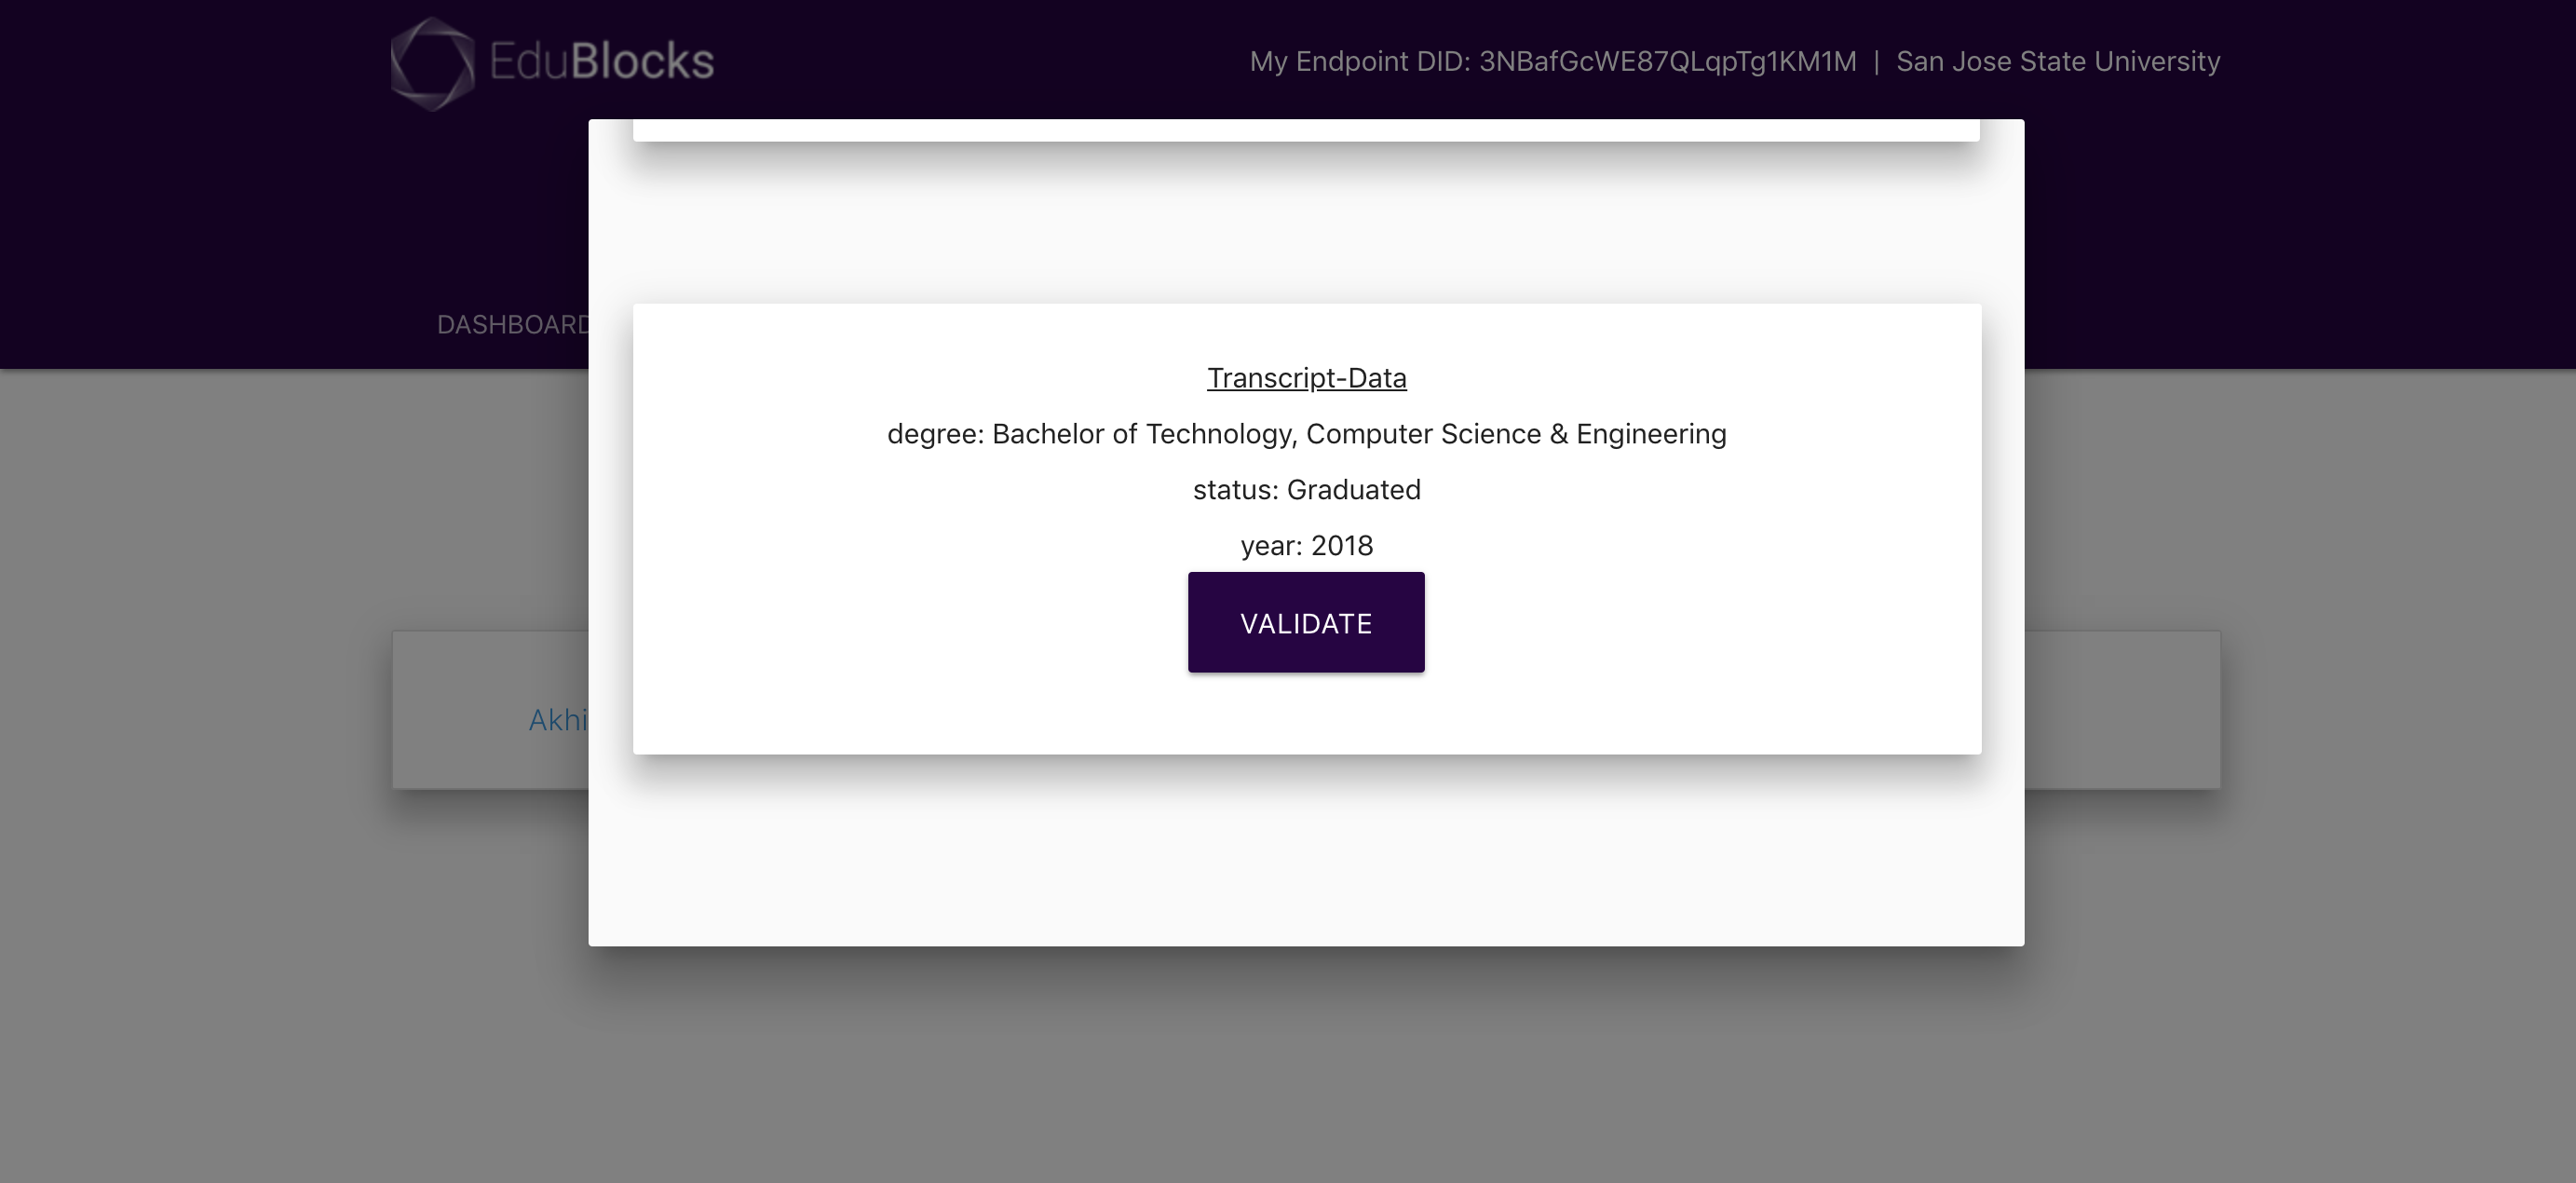 EduBlocks
My Endpoint DID: 3NBafGcWE87QLqpTg1KM1M | San Jose State University
DASHBOARD
Transcript-Data
degree: Bachelor of Technology, Computer Science & Engineering
status: Graduated
year: 2018
VALIDATE
Akhi